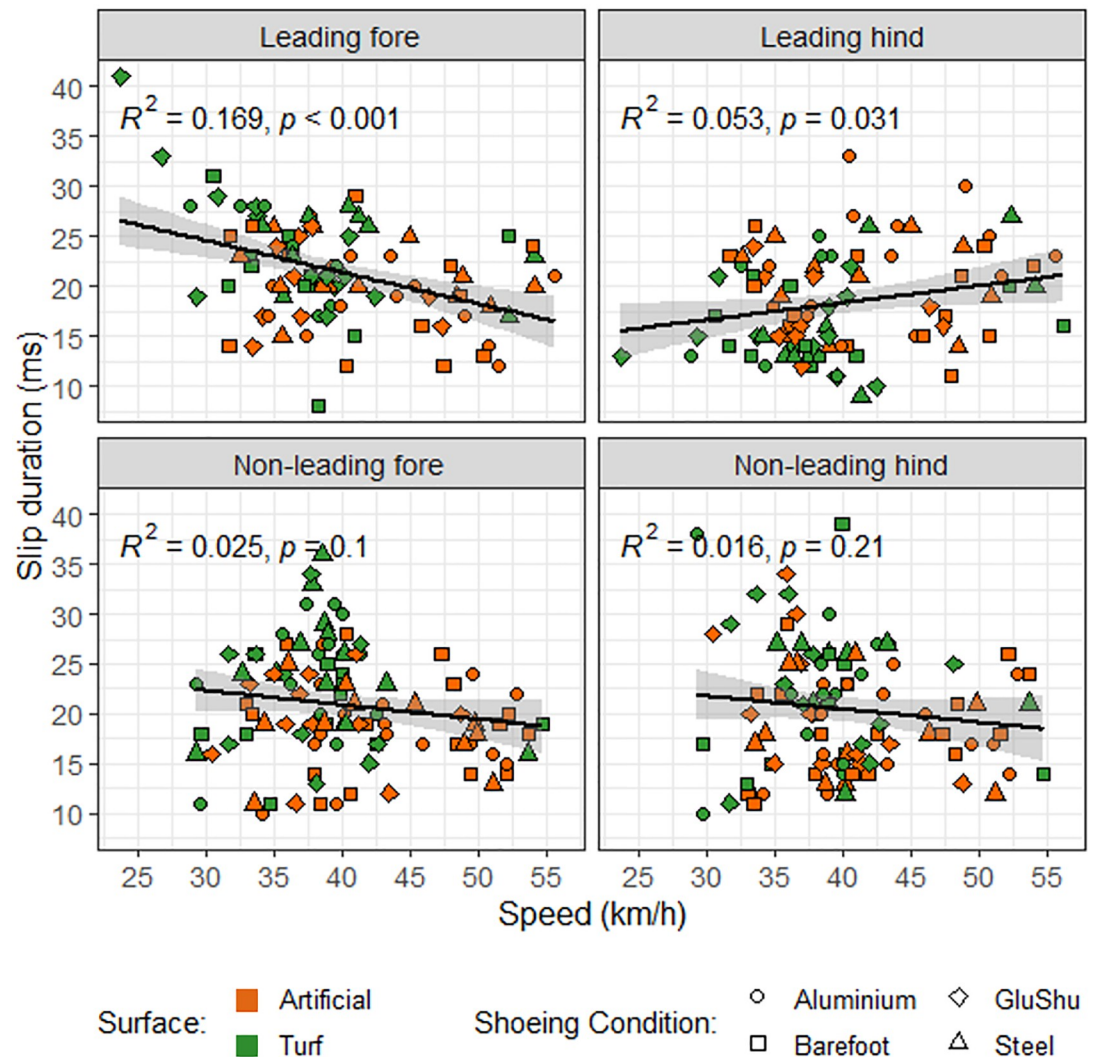 Leading fore
Leading hind
R² = 0.169, p < 0.001
R² = 0.053, p = 0.031
40
35
30
25
20
15
10
Slip duration (ms)
Non-leading fore
Non-leading hind
R² = 0.025, p = 0.1
R² = 0.016, p = 0.21
40
35
30
25
20
15
10
25 30 35 40 45 50 55
25 30 35 40 45 50 55
Speed (km/h)
Surface:
Artificial
Turf
Shoeing Condition:
Aluminium
GluShu
Barefoot
Steel